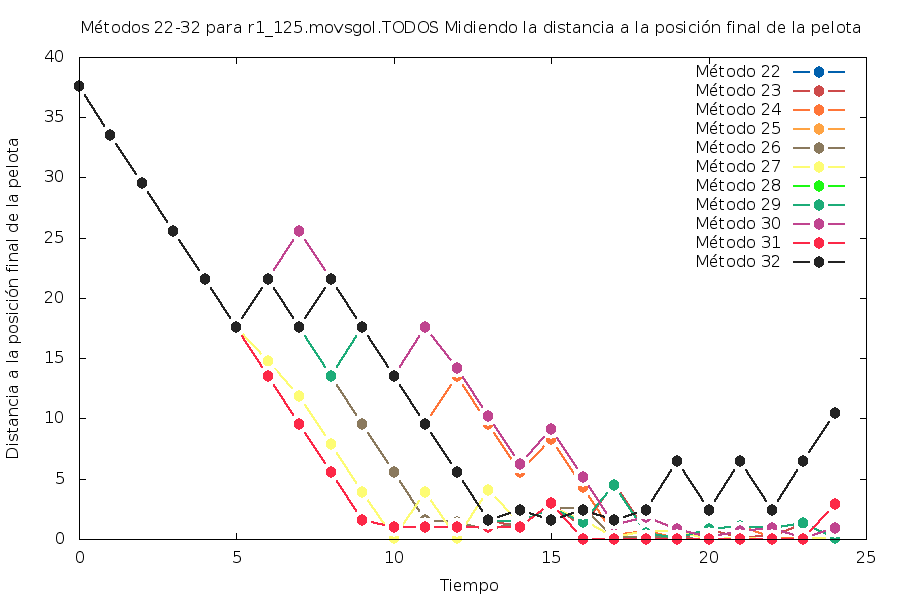 Métodos 22-32 para r1_125.movsgol.TODOS Midiendo la distancia a la posición final de la pelota
40
35
30
25
20
15
10
5
0
Distancia a la posición final de la pelota
Método 22
Método 23
Método 24
Método 25
Método 26
Método 27
Método 28
Método 29
Método 30
Método 31
Método 32
0 5 10 15 20 25
Tiempo